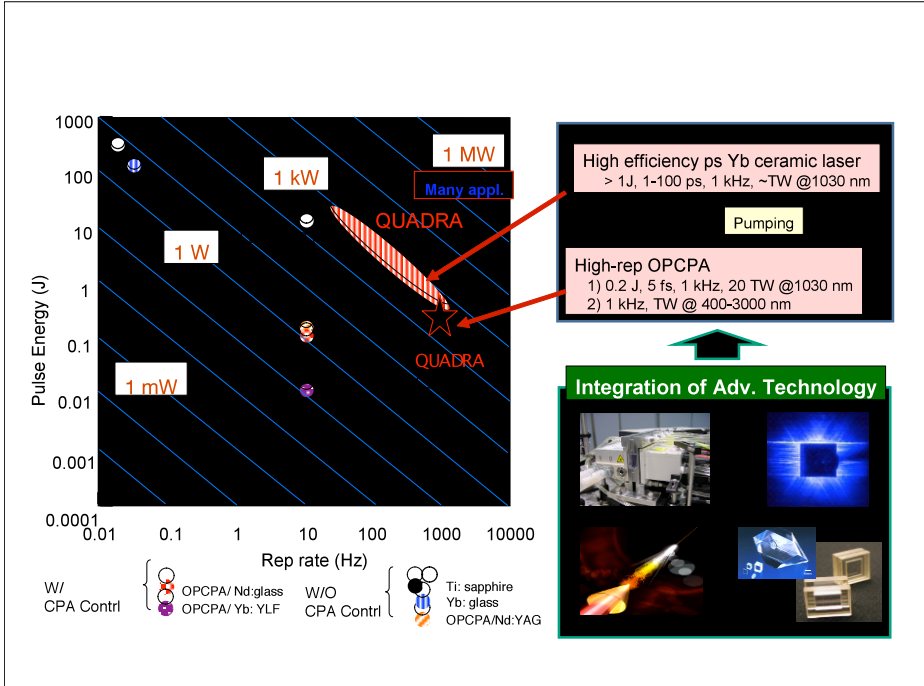 1000
100
10
1
0.1
0.01
0.001
0.0001
Pulse Energy (J)
0.01
0.1
1
10
100
1000
10000
Rep rate (Hz)
1 MW
1 kW
1 W
1 mW
Many appl.
QUADRA
QUADRA
High efficiency ps Yb ceramic laser
> 1J, 1-100 ps, 1 kHz, ~TW @1030 nm
Pumping
High-rep OPCPA
1) 0.2 J, 5 fs, 1 kHz, 20 TW @1030 nm
2) 1 kHz, TW @ 400-3000 nm
Integration of Adv. Technology
W/
CPA Contrl
OPCPA/ Nd:glass
OPCPA/ Yb: YLF
W/O
CPA Contrl
Ti: sapphire
Yb: glass
OPCPA/Nd:YAG